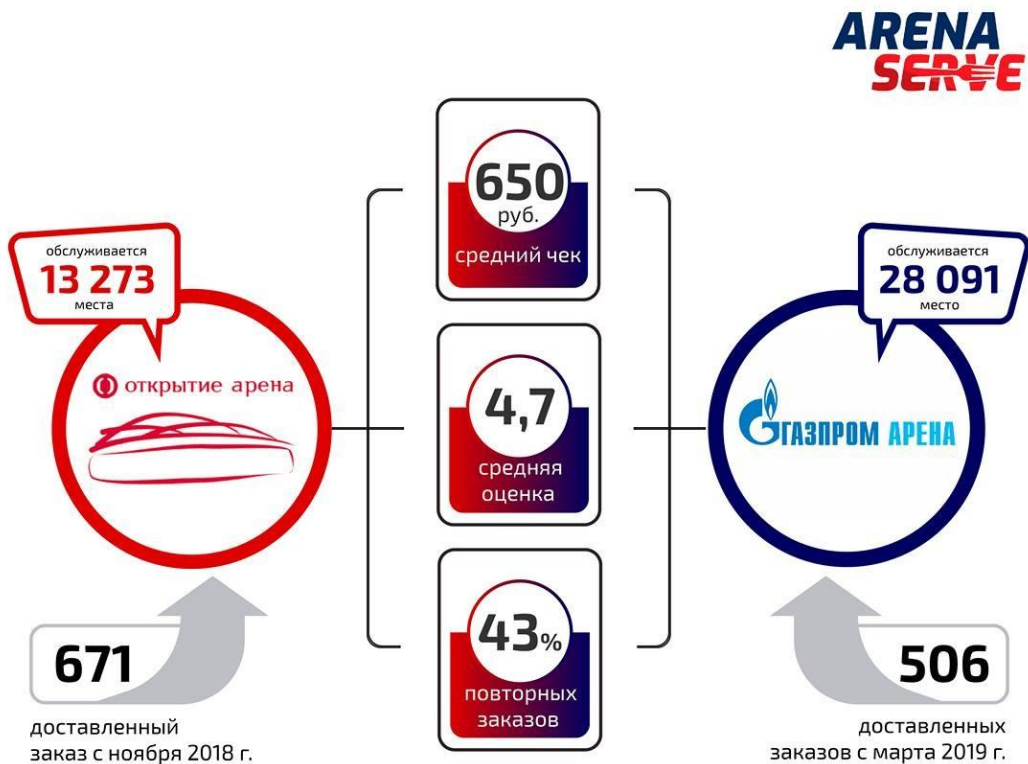 ARENA
SERVE
650
руб.
средний чек
обслуживается
13 273
места
открытие арена
4,7
средняя
оценка
обслуживается
28 091
место
ГАЗПРОМ АРЕНА
43%
повторных
заказов
671
доставленный
заказ с ноября 2018 г.
506
доставленных
заказов с марта 2019 г.